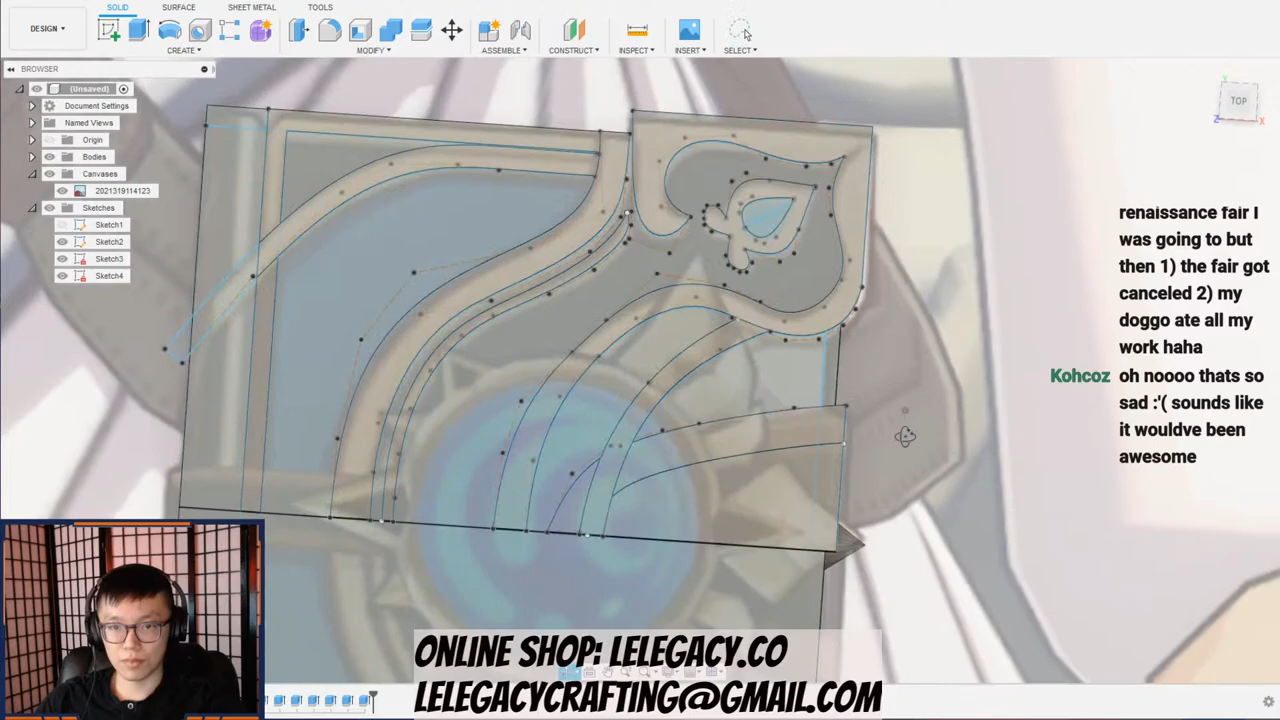 SOLID SURFACE SHEET METAL TOOLS
DESIGN ▾
CREATE ▾ MODIFY ▾ ASSEMBLE ▾ CONSTRUCT ▾ INSPECT ▾ INSERT ▾ SELECT ▾
BROWSER
(Unsaved)
Document Settings
Named Views
Origin
Bodies
Canvases
2021319114123
Sketches
Sketch1
Sketch2
Sketch3
Sketch4
TOP
Y
Z
X
renaissance fair I
was going to but
then 1) the fair got
canceled 2) my
doggo ate all my
work haha
Kohcoz oh noooo thats so
sad :'( sounds like
it wouldve been
awesome
ONLINE SHOP: LELEGACY.CO
LELEGACYCRAFTING@GMAIL.COM